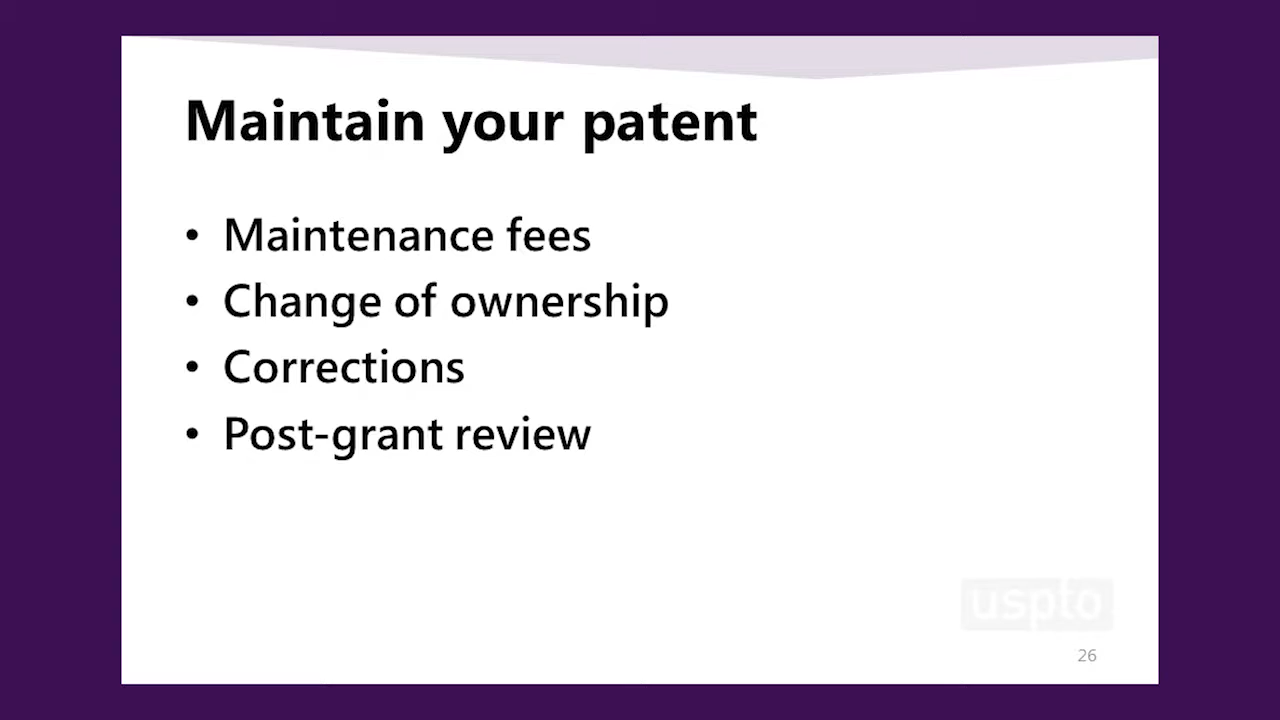 Maintain your patent
• Maintenance fees
• Change of ownership
• Corrections
• Post-grant review
uspto
26